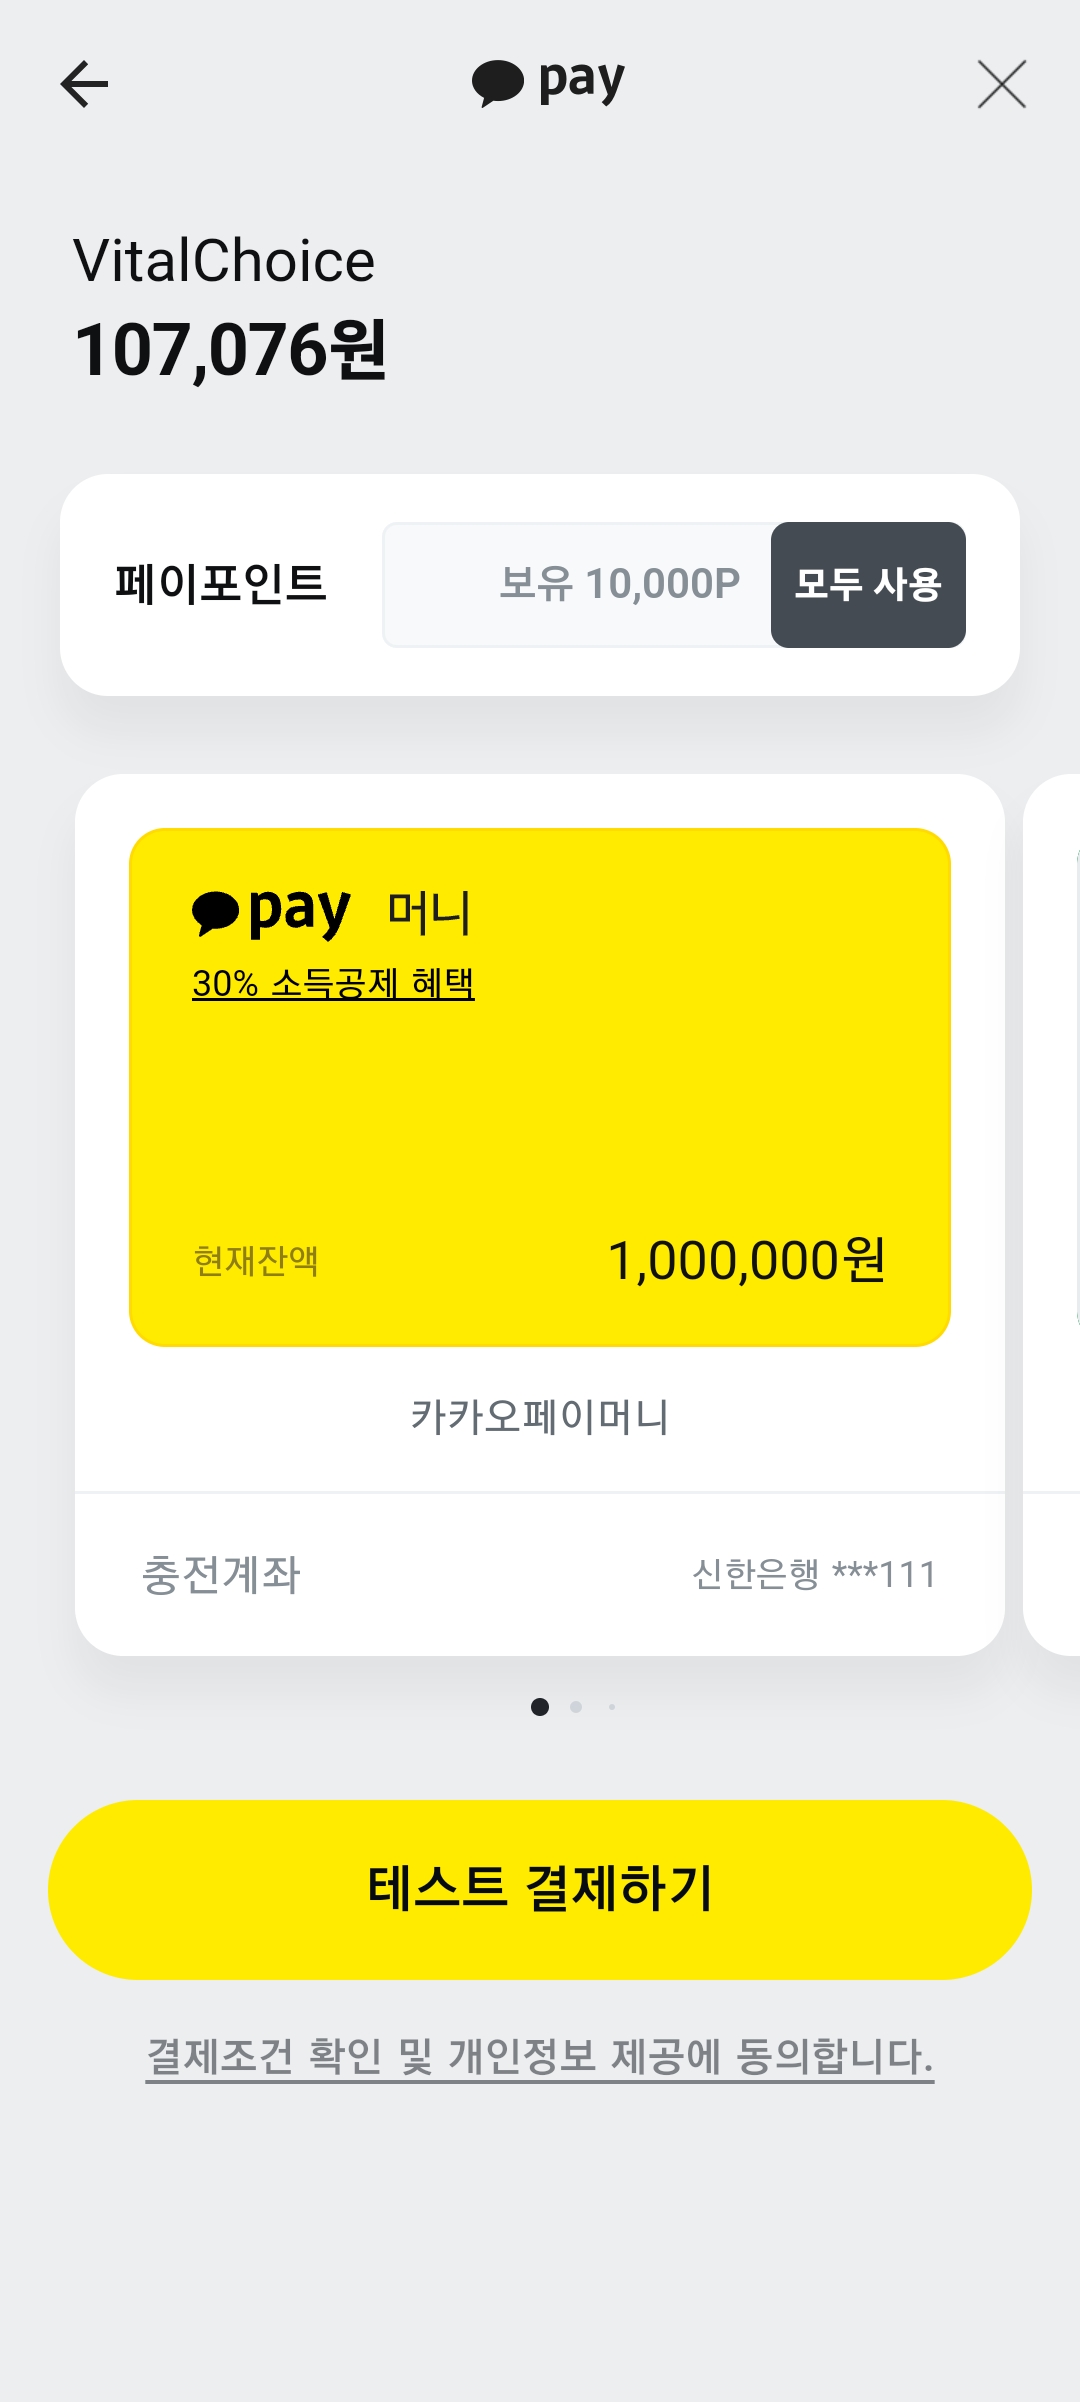 pay
VitalChoice
107,076원
페이포인트 보유 10,000P 모두 사용
pay 머니
30% 소득공제 혜택
현재잔액 1,000,000원
카카오페이머니
충전계좌 신한은행 ***111
테스트 결제하기
결제조건 확인 및 개인정보 제공에 동의합니다.